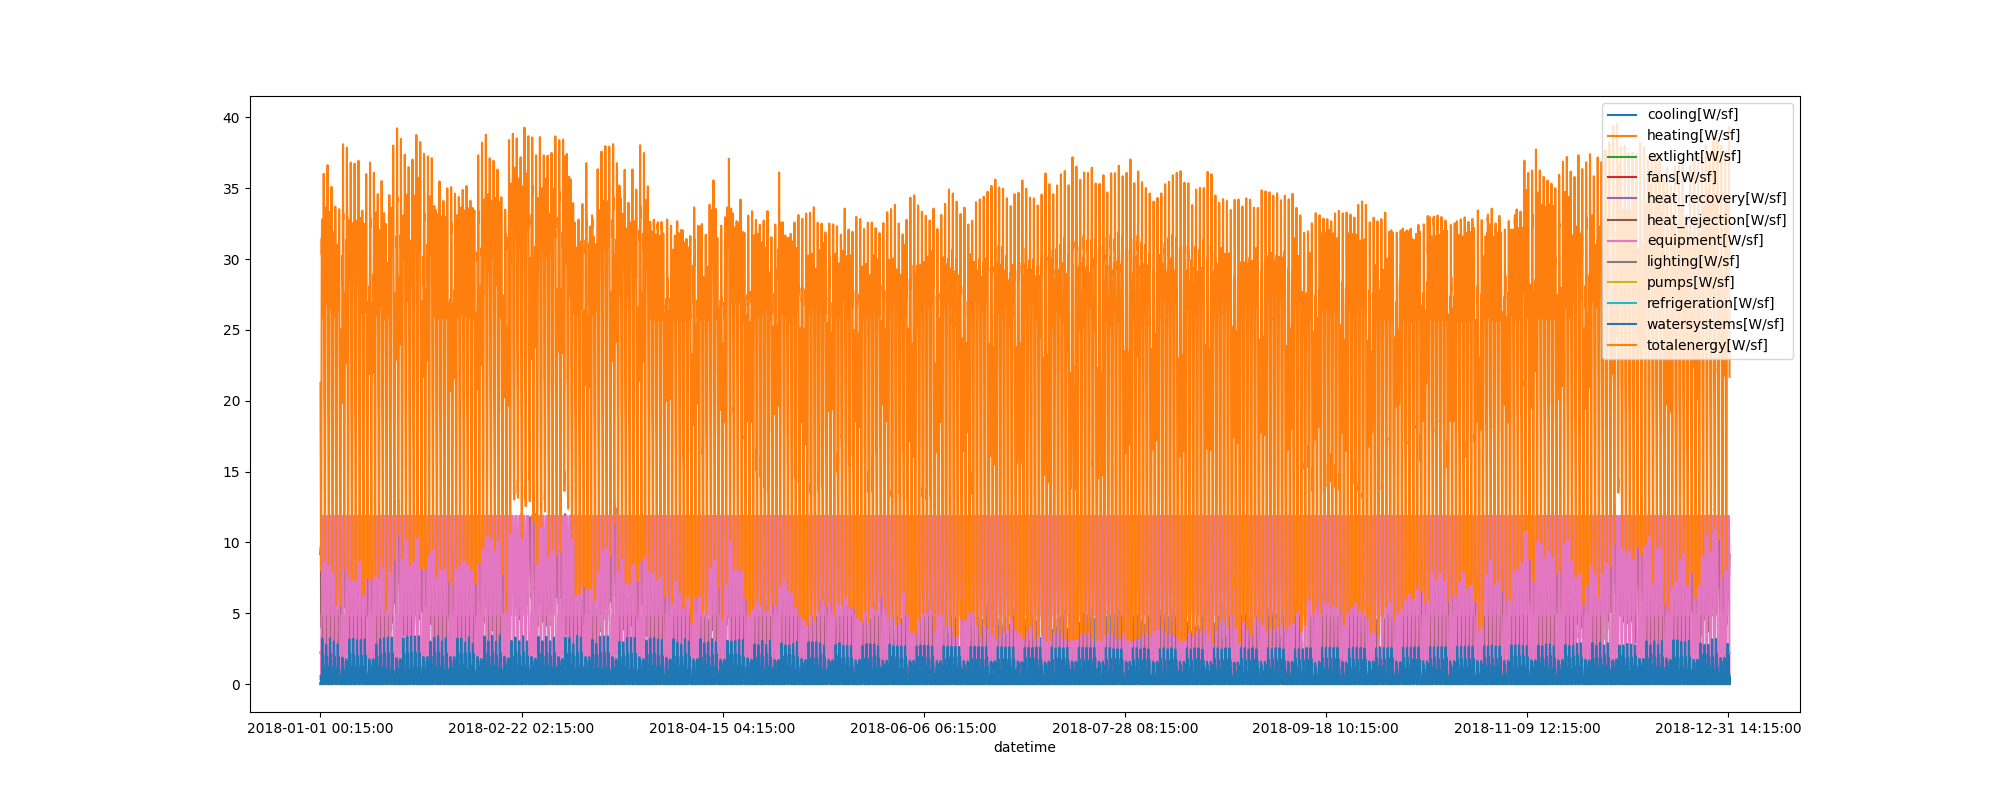 40
35
30
25
20
15
10
5
0
cooling[W/sf]
heating[W/sf]
extlight[W/sf]
fans[W/sf]
heat_recovery[W/sf]
heat_rejection[W/sf]
equipment[W/sf]
lighting[W/sf]
pumps[W/sf]
refrigeration[W/sf]
watersystems[W/sf]
totalenergy[W/sf]
2018-01-01 00:15:00 2018-02-22 02:15:00 2018-04-15 04:15:00 2018-06-06 06:15:00 2018-07-28 08:15:00 2018-09-18 10:15:00 2018-11-09 12:15:00 2018-12-31 14:15:00
datetime